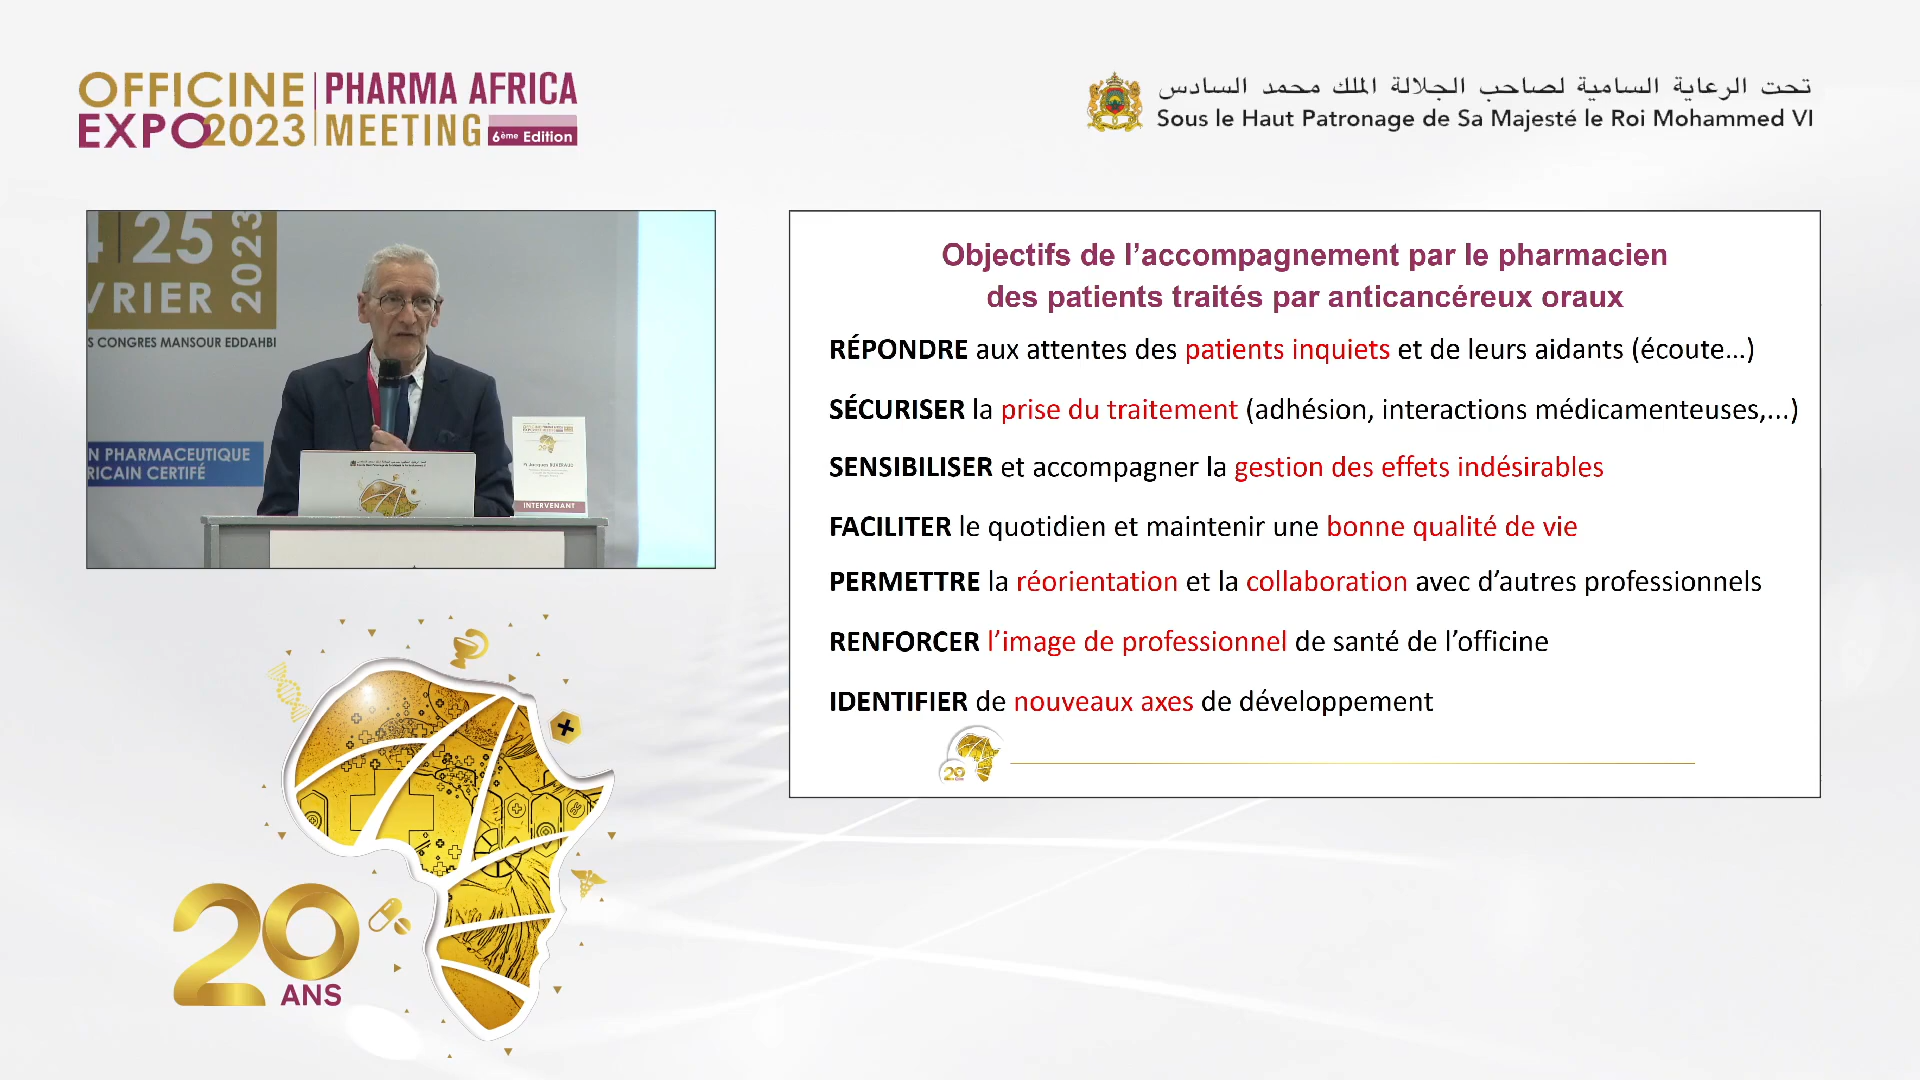 OFFICINE
EXPO2023
PHARMA AFRICA
MEETING
6ème Edition
تحت الرعاية السامية لصاحب الجلالة الملك محمد السادس
Sous le Haut Patronage de Sa Majesté le Roi Mohammed VI
25
VRIER
2023
S CONGRES MANSOUR EDDAHBI
N PHARMACEUTIQUE
RICAIN CERTIFÉ
INTERVENANT
Objectifs de l’accompagnement par le pharmacien
des patients traités par anticancéreux oraux
RÉPONDRE aux attentes des patients inquiets et de leurs aidants (écoute...)
SÉCURISER la prise du traitement (adhésion, interactions médicamenteuses,...)
SENSIBILISER et accompagner la gestion des effets indésirables
FACILITER le quotidien et maintenir une bonne qualité de vie
PERMETTRE la réorientation et la collaboration avec d’autres professionnels
RENFORCER l’image de professionnel de santé de l’officine
IDENTIFIER de nouveaux axes de développement
20
20
ANS